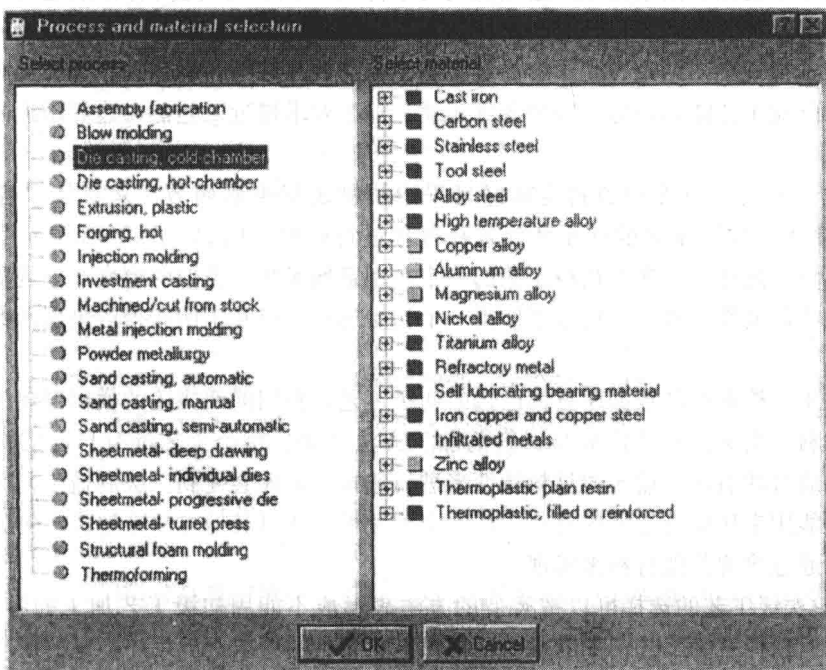 Process and material selection
Select process
Select material
Assembly fabrication
Blow molding
Die casting, cold-chamber
Die casting, hot-chamber
Extrusion, plastic
Forging, hot
Injection molding
Investment casting
Machined/cut from stock
Metal injection molding
Powder metallurgy
Sand casting, automatic
Sand casting, manual
Sand casting, semi-automatic
Sheetmetal- deep drawing
Sheetmetal- individual dies
Sheetmetal- progressive die
Sheetmetal- turret press
Structural foam molding
Thermoforming
Cast iron
Carbon steel
Stainless steel
Tool steel
Alloy steel
High temperature alloy
Copper alloy
Aluminum alloy
Magnesium alloy
Nickel alloy
Titanium alloy
Refractory metal
Self lubricating bearing material
Iron copper and copper steel
Infiltrated metals
Zinc alloy
Thermoplastic plain resin
Thermoplastic, filled or reinforced
OK
Cancel